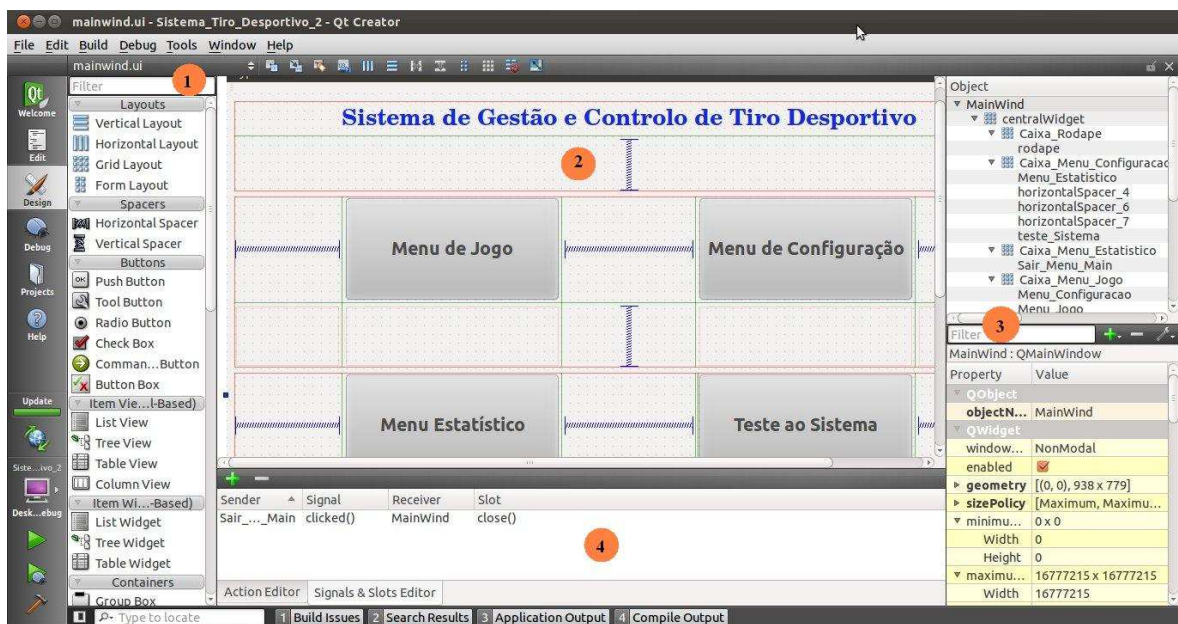 mainwind.ui - Sistema_Tiro_Desportivo_2 - Qt Creator
File Edit Build Debug Tools Window Help
mainwind.ui
Qt
Welcome
Edit
Design
Debug
Projects
Help
Update
Siste...ivo_2
Desk...ebug
Filter
1
Layouts
Vertical Layout
Horizontal Layout
Grid Layout
Form Layout
Spacers
Horizontal Spacer
Vertical Spacer
Buttons
OK Push Button
Tool Button
Radio Button
Check Box
Comman...Button
Button Box
Item Vie...l-Based)
List View
Tree View
Table View
Column View
Item Wi...-Based)
List Widget
Tree Widget
Table Widget
Containers
Group Box
Sistema de Gestão e Controlo de Tiro Desportivo
2
Menu de Jogo
Menu de Configuração
Menu Estatístico
Teste ao Sistema
Sender Signal Receiver Slot
Sair_..._Main clicked() MainWind close()
4
Action Editor Signals & Slots Editor
Object
MainWind
centralWidget
Caixa_Rodape
rodape
Caixa_Menu_Configuracao
Menu_Estatistico
horizontalSpacer_4
horizontalSpacer_6
horizontalSpacer_7
teste_Sistema
Caixa_Menu_Estatistico
Sair_Menu_Main
Caixa_Menu_Jogo
Menu_Configuracao
Menu_Jogo
Filter
3
MainWind : QMainWindow
Property Value
QObject
objectN... MainWind
QWidget
window... NonModal
enabled
geometry [(0, 0), 938 x 779]
sizePolicy [Maximum, Maximu...
minimu... 0 x 0
Width 0
Height 0
maximu... 16777215 x 16777215
Width 16777215
Type to locate
1 Build Issues 2 Search Results 3 Application Output 4 Compile Output